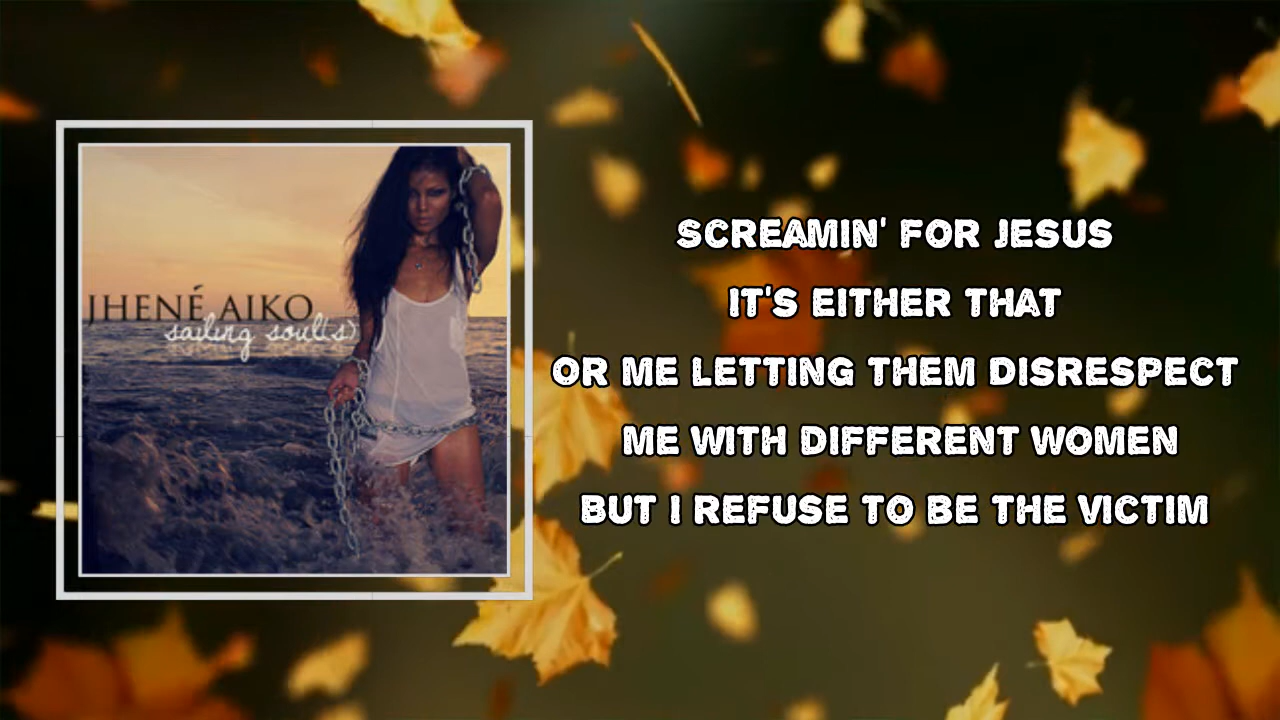 JHENÉ AIKO
sailing soul(s)
SCREAMIN' FOR JESUS
IT'S EITHER THAT
OR ME LETTING THEM DISRESPECT
ME WITH DIFFERENT WOMEN
BUT I REFUSE TO BE THE VICTIM